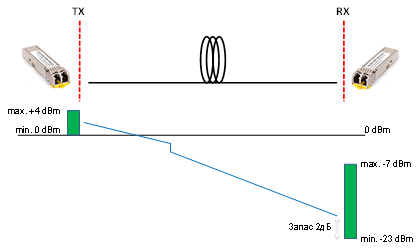 TX
RX
max. +4 dBm
min. 0 dBm
0 dBm
max. -7 dBm
Запас 2дБ
min. -23 dBm